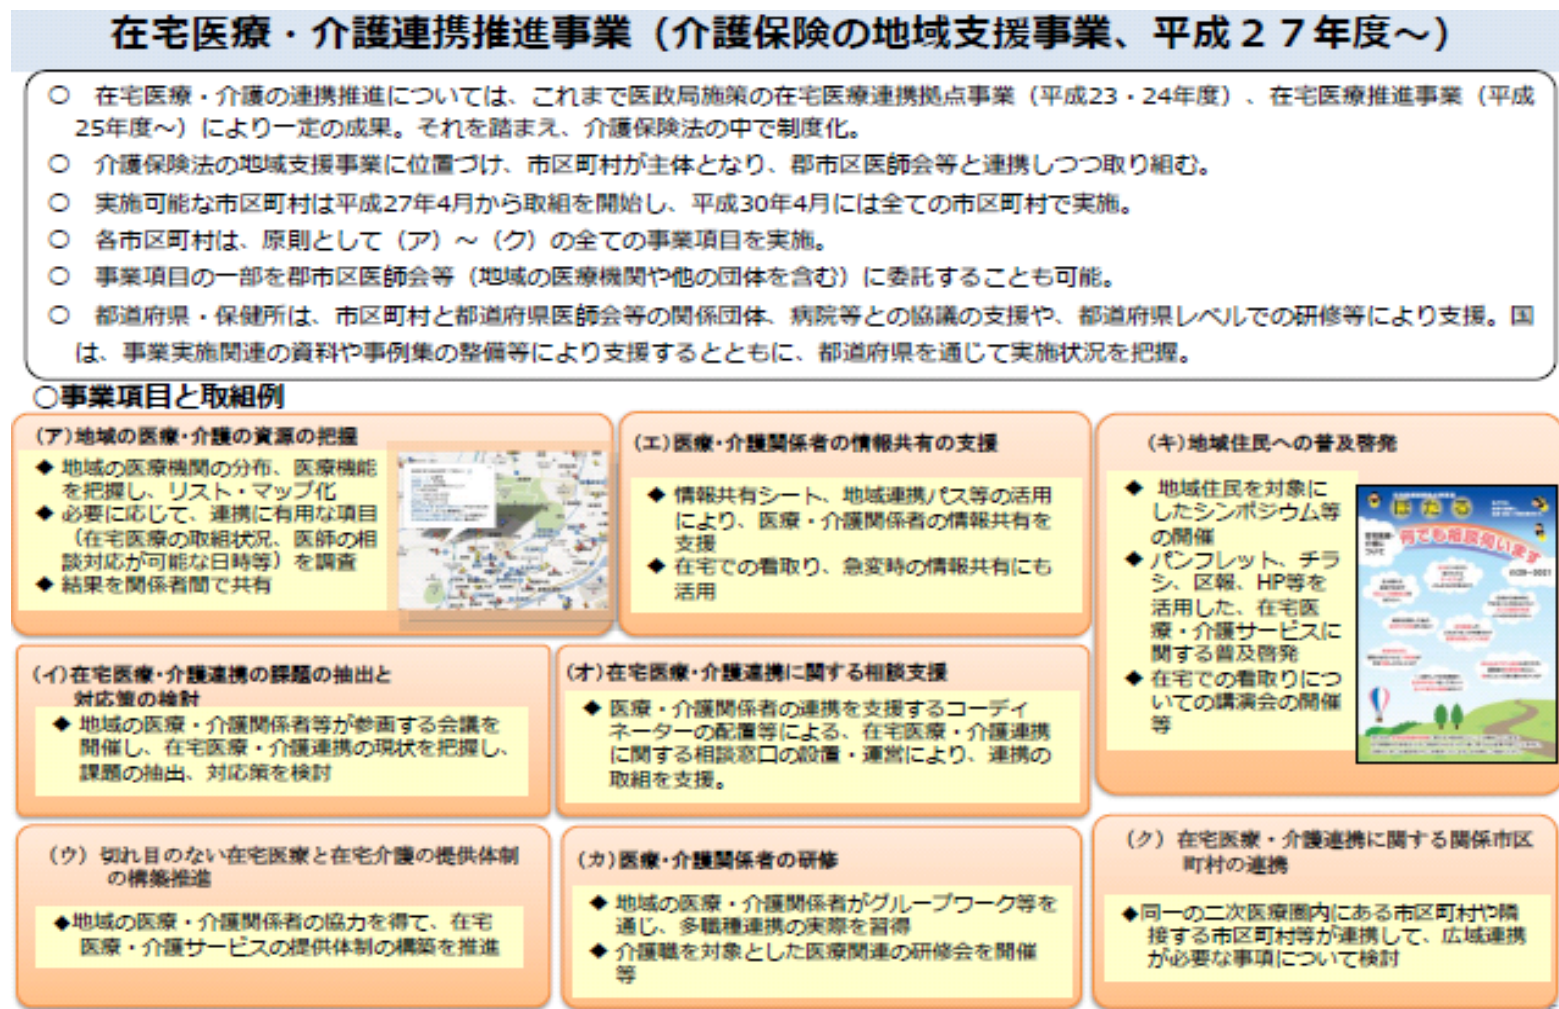 在宅医療・介護連携推進事業（介護保険の地域支援事業、平成２７年度～）
○　在宅医療・介護の連携推進については、これまで医政局施策の在宅医療連携拠点事業（平成23・24年度）、在宅医療推進事業（平成
25年度～）により一定の成果。それを踏まえ、介護保険法の中で制度化。
○　介護保険法の地域支援事業に位置づけ、市区町村が主体となり、郡市区医師会等と連携しつつ取り組む。
○　実施可能な市区町村は平成27年4月から取組を開始し、平成30年4月には全ての市区町村で実施。
○　各市区町村は、原則として（ア）～（ク）の全ての事業項目を実施。
○　事業項目の一部を郡市区医師会等（地域の医療機関や他の団体を含む）に委託することも可能。
○　都道府県・保健所は、市区町村と都道府県医師会等の関係団体、病院等との協議の支援や、都道府県レベルでの研修等により支援。国
は、事業実施関連の資料や事例集の整備等により支援するとともに、都道府県を通じて実施状況を把握。
○事業項目と取組例
（ア）地域の医療・介護の資源の把握
◆ 地域の医療機関の分布、医療機能
を把握し、リスト・マップ化
◆ 必要に応じて、連携に有用な項目
（在宅医療の取組状況、医師の相
談対応が可能な日時等）を調査
◆ 結果を関係者間で共有
（イ）在宅医療・介護連携の課題の抽出と
対応策の検討
◆ 地域の医療・介護関係者等が参画する会議を
開催し、在宅医療・介護連携の現状を把握し、
課題の抽出、対応策を検討
（ウ）切れ目のない在宅医療と在宅介護の提供体制
の構築推進
◆地域の医療・介護関係者の協力を得て、在宅
医療・介護サービスの提供体制の構築を推進
（エ）医療・介護関係者の情報共有の支援
◆ 情報共有シート、地域連携パス等の活用
により、医療・介護関係者の情報共有を
支援
◆ 在宅での看取り、急変時の情報共有にも
活用
（オ）在宅医療・介護連携に関する相談支援
◆ 医療・介護関係者の連携を支援するコーディ
ネーターの配置等による、在宅医療・介護連携
に関する相談窓口の設置・運営により、連携の
取組を支援。
（カ）医療・介護関係者の研修
◆ 地域の医療・介護関係者がグループワーク等を
通じ、多職種連携の実際を習得
◆ 介護職を対象とした医療関連の研修会を開催
等
（キ）地域住民への普及啓発
◆ 地域住民を対象に
したシンポジウム等
の開催
◆ パンフレット、チラ
シ、区報、HP等を
活用した、在宅医
療・介護サービスに
関する普及啓発
◆ 在宅での看取りにつ
いての講演会の開催
等
ほたる
何でも相談伺います
（ク）在宅医療・介護連携に関する関係市区
町村の連携
◆同一の二次医療圏内にある市区町村や隣
接する市区町村等が連携して、広域連携
が必要な事項について検討